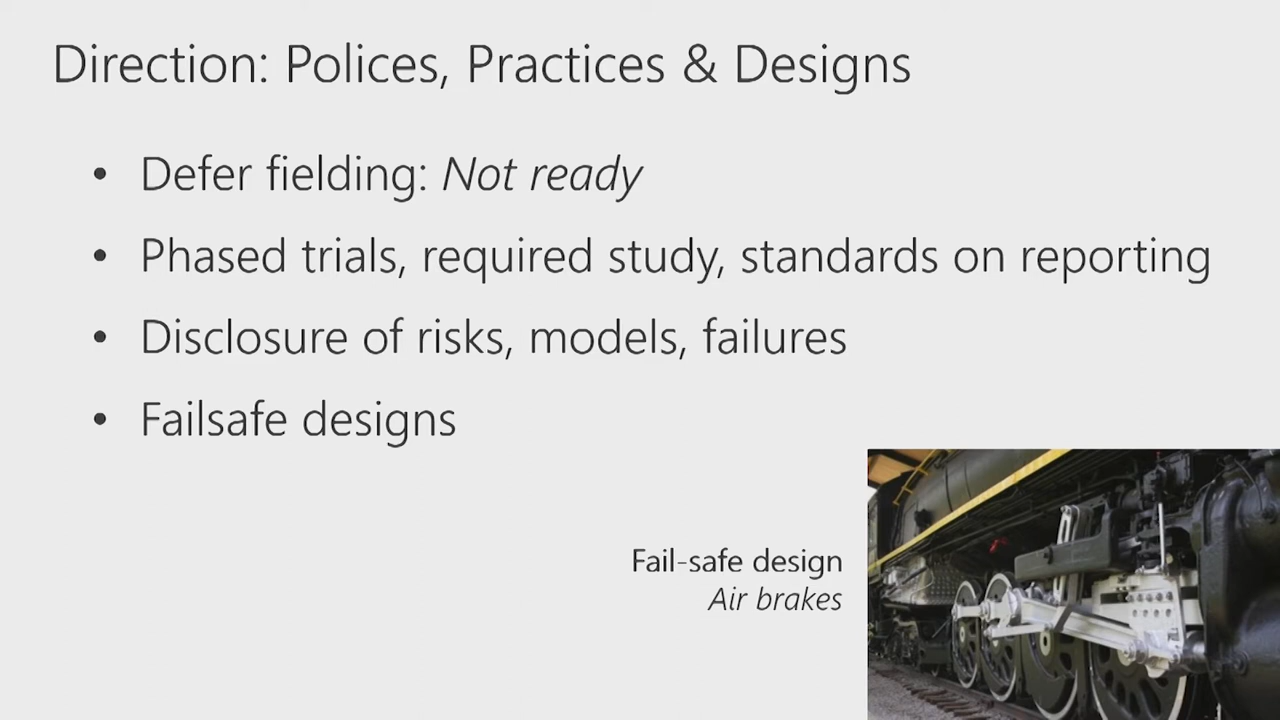 Direction: Polices, Practices & Designs
• Defer fielding: Not ready
• Phased trials, required study, standards on reporting
• Disclosure of risks, models, failures
• Failsafe designs
Fail-safe design
Air brakes